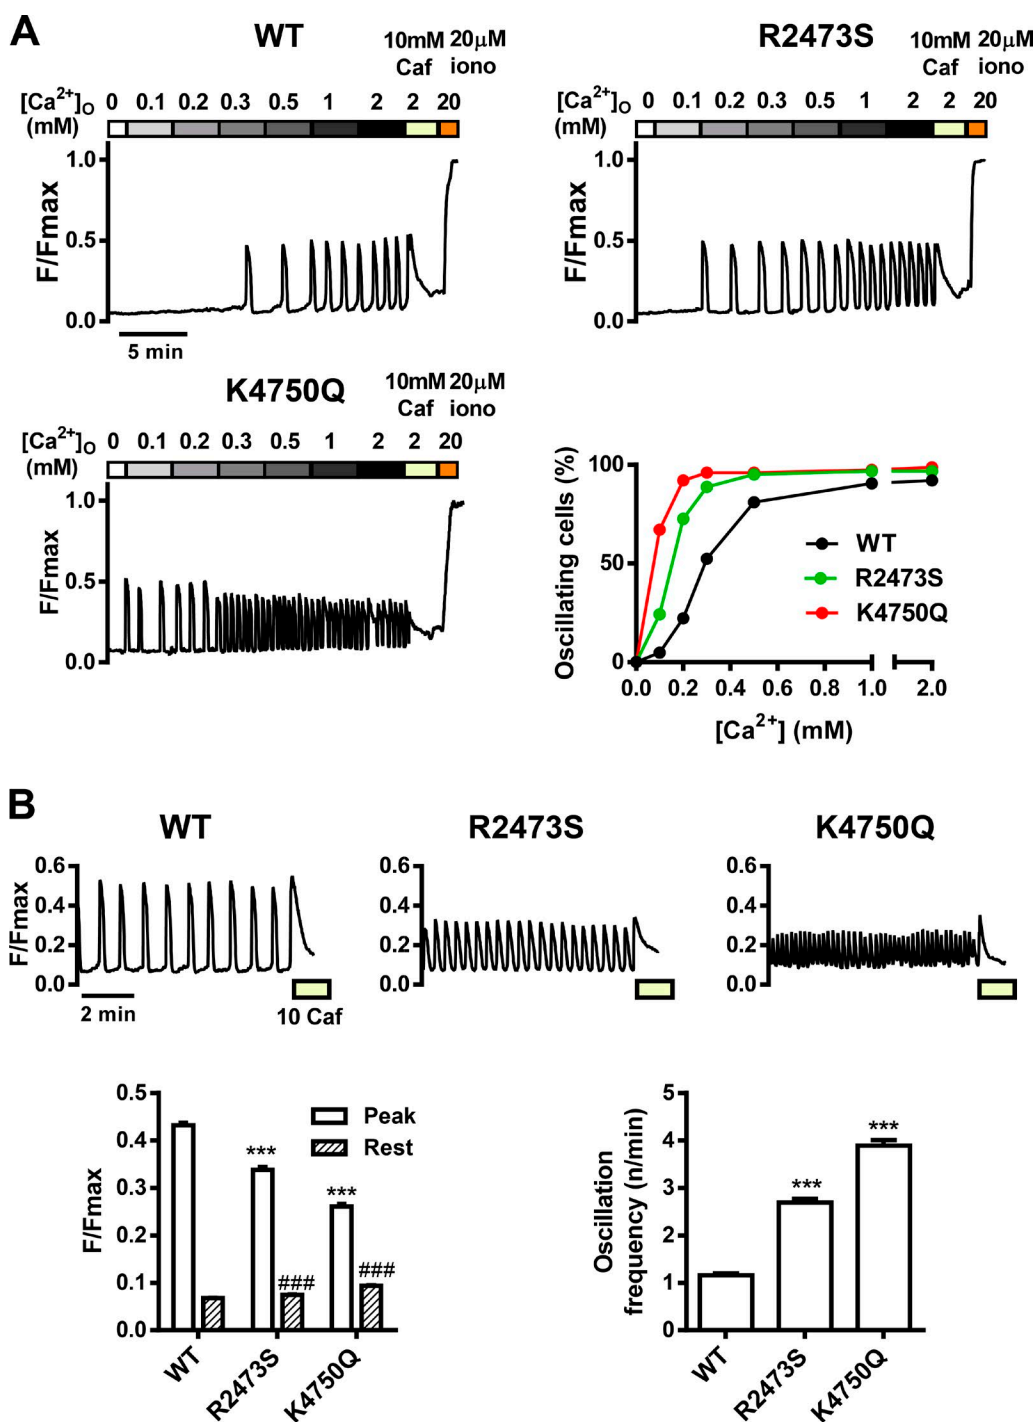 A
WT
10mM 20μM
Caf iono
[Ca2+]O 0 0.1 0.2 0.3 0.5 1 2 2 20
(mM)
1.0
0.5
0.0
F/Fmax
5 min
R2473S
10mM 20μM
Caf iono
[Ca2+]O 0 0.1 0.2 0.3 0.5 1 2 2 20
(mM)
1.0
0.5
0.0
F/Fmax
K4750Q
10mM 20μM
Caf iono
[Ca2+]O 0 0.1 0.2 0.3 0.5 1 2 2 20
(mM)
1.0
0.5
0.0
F/Fmax
Oscillating cells (%)
100
50
0
WT
R2473S
K4750Q
0.0 0.2 0.4 0.6 0.8 1.0 2.0
[Ca2+] (mM)
B
WT
F/Fmax
0.6
0.4
0.2
0.0
2 min
10 Caf
R2473S
0.6
0.4
0.2
0.0
K4750Q
0.6
0.4
0.2
0.0
F/Fmax
0.5
0.4
0.3
0.2
0.1
0.0
Peak
Rest
***
***
###
###
WT
R2473S
K4750Q
Oscillation
frequency (n/min)
5
4
3
2
1
0
***
***
WT
R2473S
K4750Q